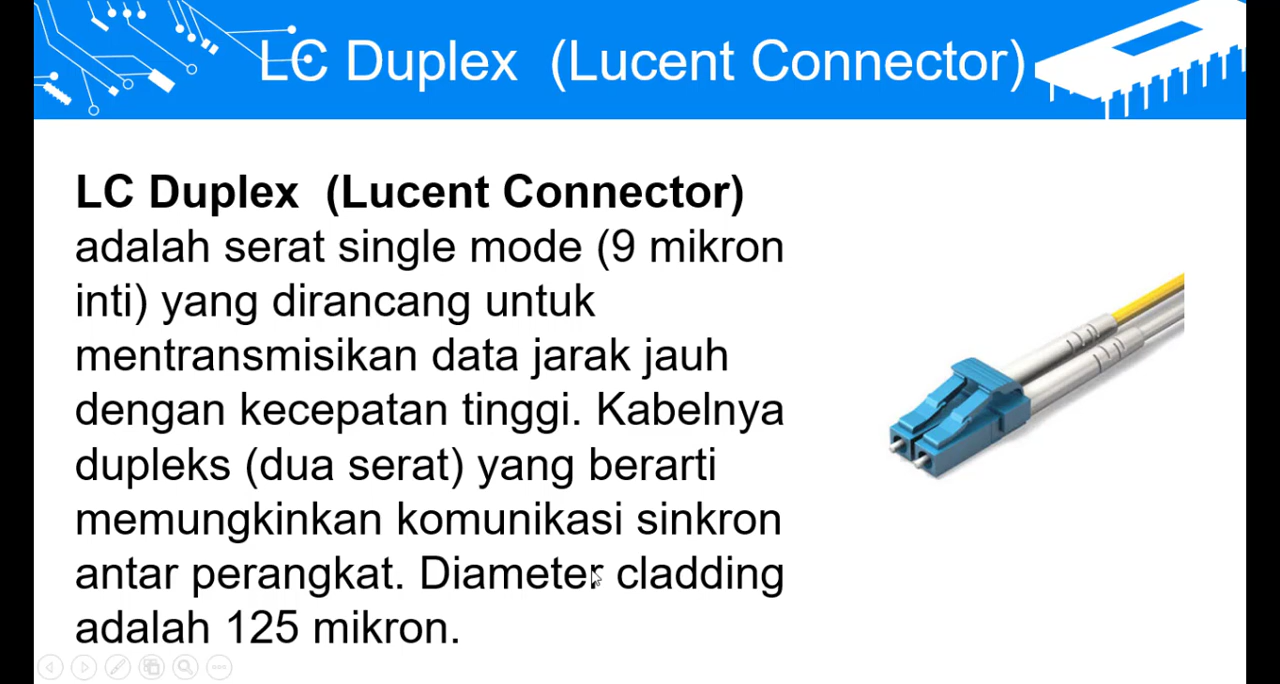 LC Duplex (Lucent Connector)
LC Duplex (Lucent Connector)
adalah serat single mode (9 mikron
inti) yang dirancang untuk
mentransmisikan data jarak jauh
dengan kecepatan tinggi. Kabelnya
dupleks (dua serat) yang berarti
memungkinkan komunikasi sinkron
antar perangkat. Diameter cladding
adalah 125 mikron.